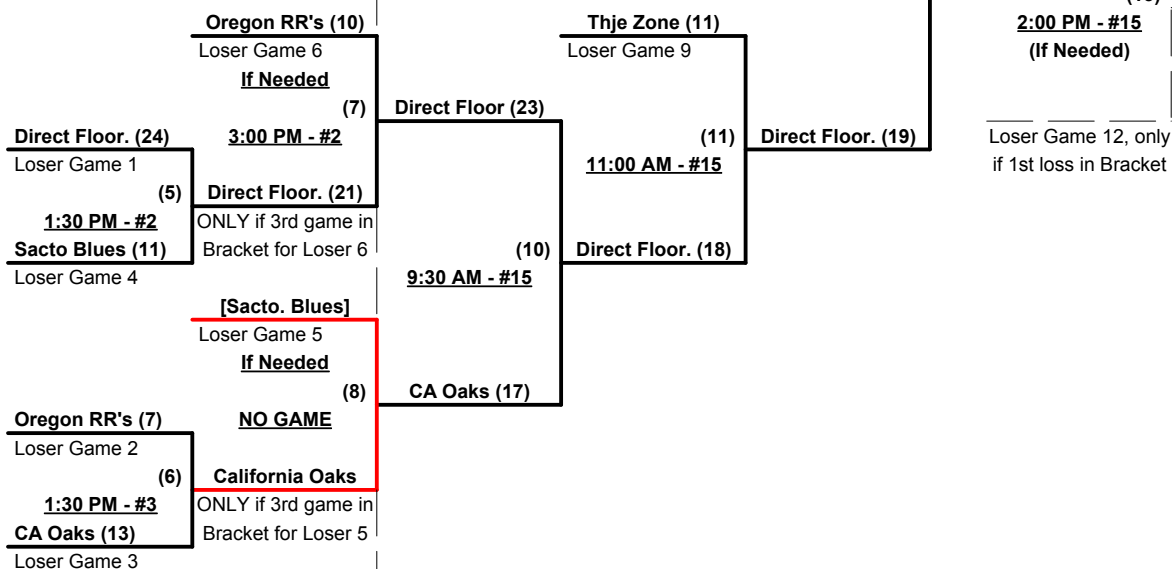 Oregon RR's (10)
Loser Game 6
If Needed
(7)
3:00 PM - #2
Direct Floor. (24)
Loser Game 1
(5)
1:30 PM - #2
Sacto Blues (11)
Loser Game 4
Direct Floor. (21)
ONLY if 3rd game in
Bracket for Loser 6
[Sacto. Blues]
Loser Game 5
If Needed
(8)
NO GAME
Oregon RR's (7)
Loser Game 2
(6)
1:30 PM - #3
CA Oaks (13)
Loser Game 3
California Oaks
ONLY if 3rd game in
Bracket for Loser 5
Direct Floor (23)
(10)
9:30 AM - #15
CA Oaks (17)
Thje Zone (11)
Loser Game 9
(11)
11:00 AM - #15
Direct Floor. (18)
Direct Floor. (19)
2:00 PM - #15
(If Needed)
Loser Game 12, only
if 1st loss in Bracket